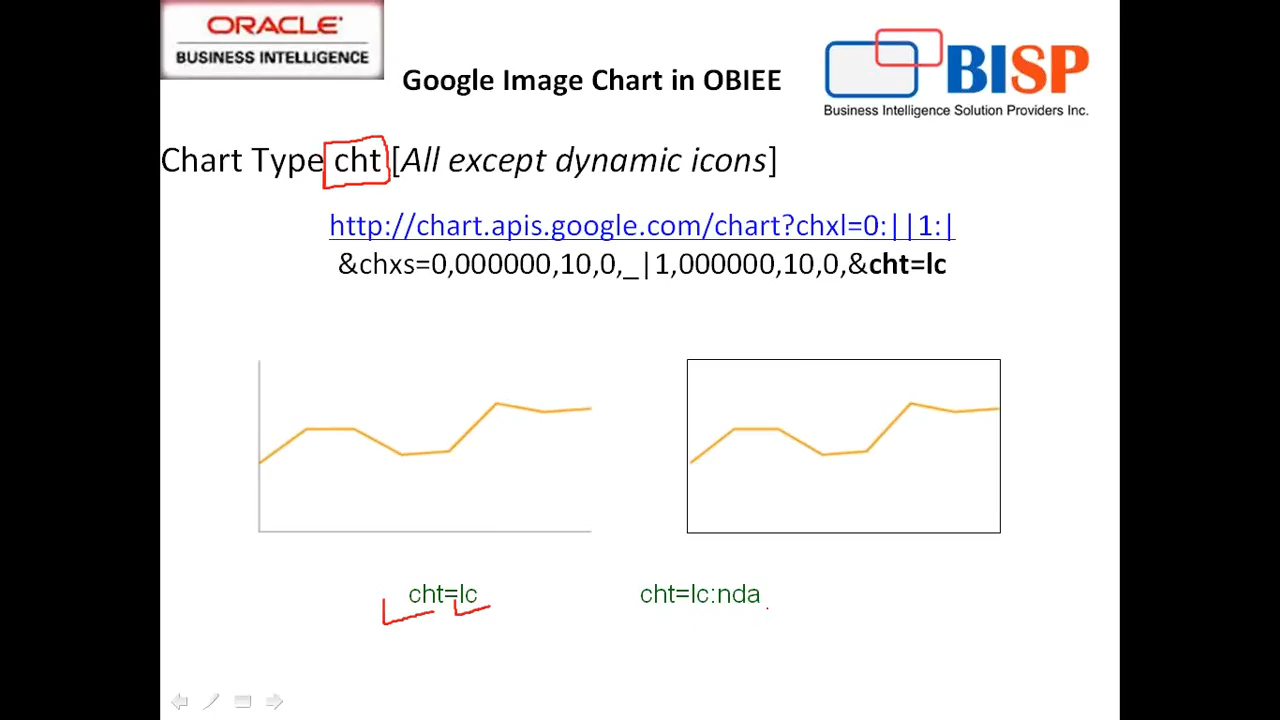 ORACLE
BUSINESS INTELLIGENCE
Google Image Chart in OBIEE
BISP
Business Intelligence Solution Providers Inc.
Chart Type cht [All except dynamic icons]
http://chart.apis.google.com/chart?chxl=0:||1:|
&chxs=0,000000,10,0,_|1,000000,10,0,&cht=lc
cht=lc
cht=lc:nda